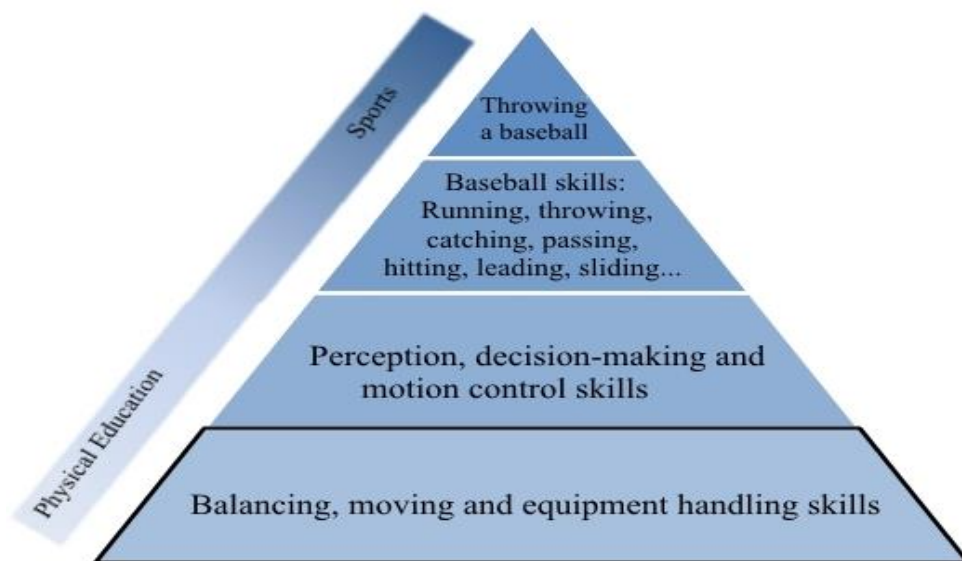 Sports
Physical Education
Throwing
a baseball
Baseball skills:
Running, throwing,
catching, passing,
hitting, leading, sliding...
Perception, decision-making and
motion control skills
Balancing, moving and equipment handling skills